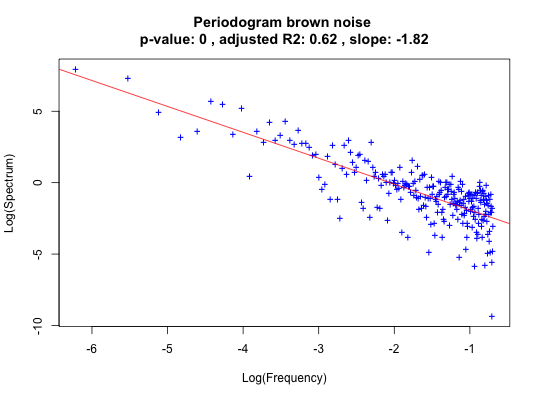 Periodogram brown noise
p-value: 0 , adjusted R2: 0.62 , slope: -1.82
5
0
-5
-10
Log(Spectrum)
-6 -5 -4 -3 -2 -1
Log(Frequency)